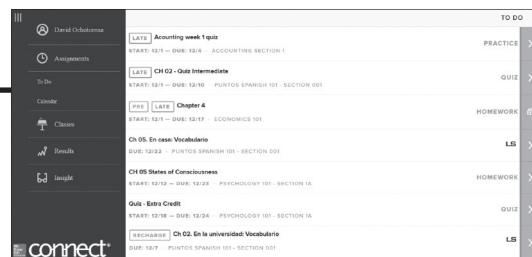 TO DO
David Ochotorena
Assignments
To Do
Calendar
Classes
Results
Insight
connect®
LATE Acounting week 1 quiz
START: 12/1 — DUE: 12/4 · ACCOUNTING SECTION 1
PRACTICE
LATE CH 02 - Quiz Intermediate
START: 12/1 — DUE: 12/10 · PUNTOS SPANISH 101 - SECTION 001
QUIZ
PRE LATE Chapter 4
START: 12/1 — DUE: 12/17 · ECONOMICS 101
HOMEWORK
Ch 05. En casa: Vocabulario
DUE: 12/22 · PUNTOS SPANISH 101 - SECTION 001
LS
CH 05 States of Consciousness
START: 12/12 — DUE: 12/23 · PSYCHOLOGY 101 - SECTION 1A
HOMEWORK
Quiz - Extra Credit
START: 12/18 — DUE: 12/24 · PSYCHOLOGY 101 - SECTION 1A
QUIZ
RECHARGE Ch 02. En la universidad: Vocabulario
DUE: 12/7 · PUNTOS SPANISH 101 - SECTION 001
LS